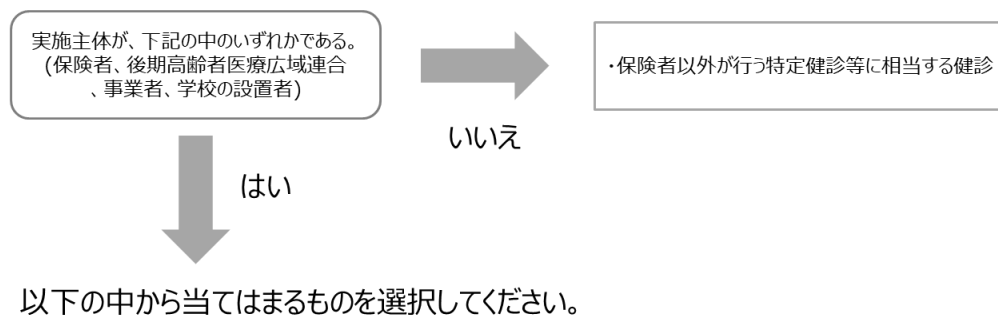 実施主体が、下記の中のいずれかである。
(保険者、後期高齢者医療広域連合
、事業者、学校の設置者)
・保険者以外が行う特定健診等に相当する健診
いいえ
はい
以下の中から当てはまるものを選択してください。